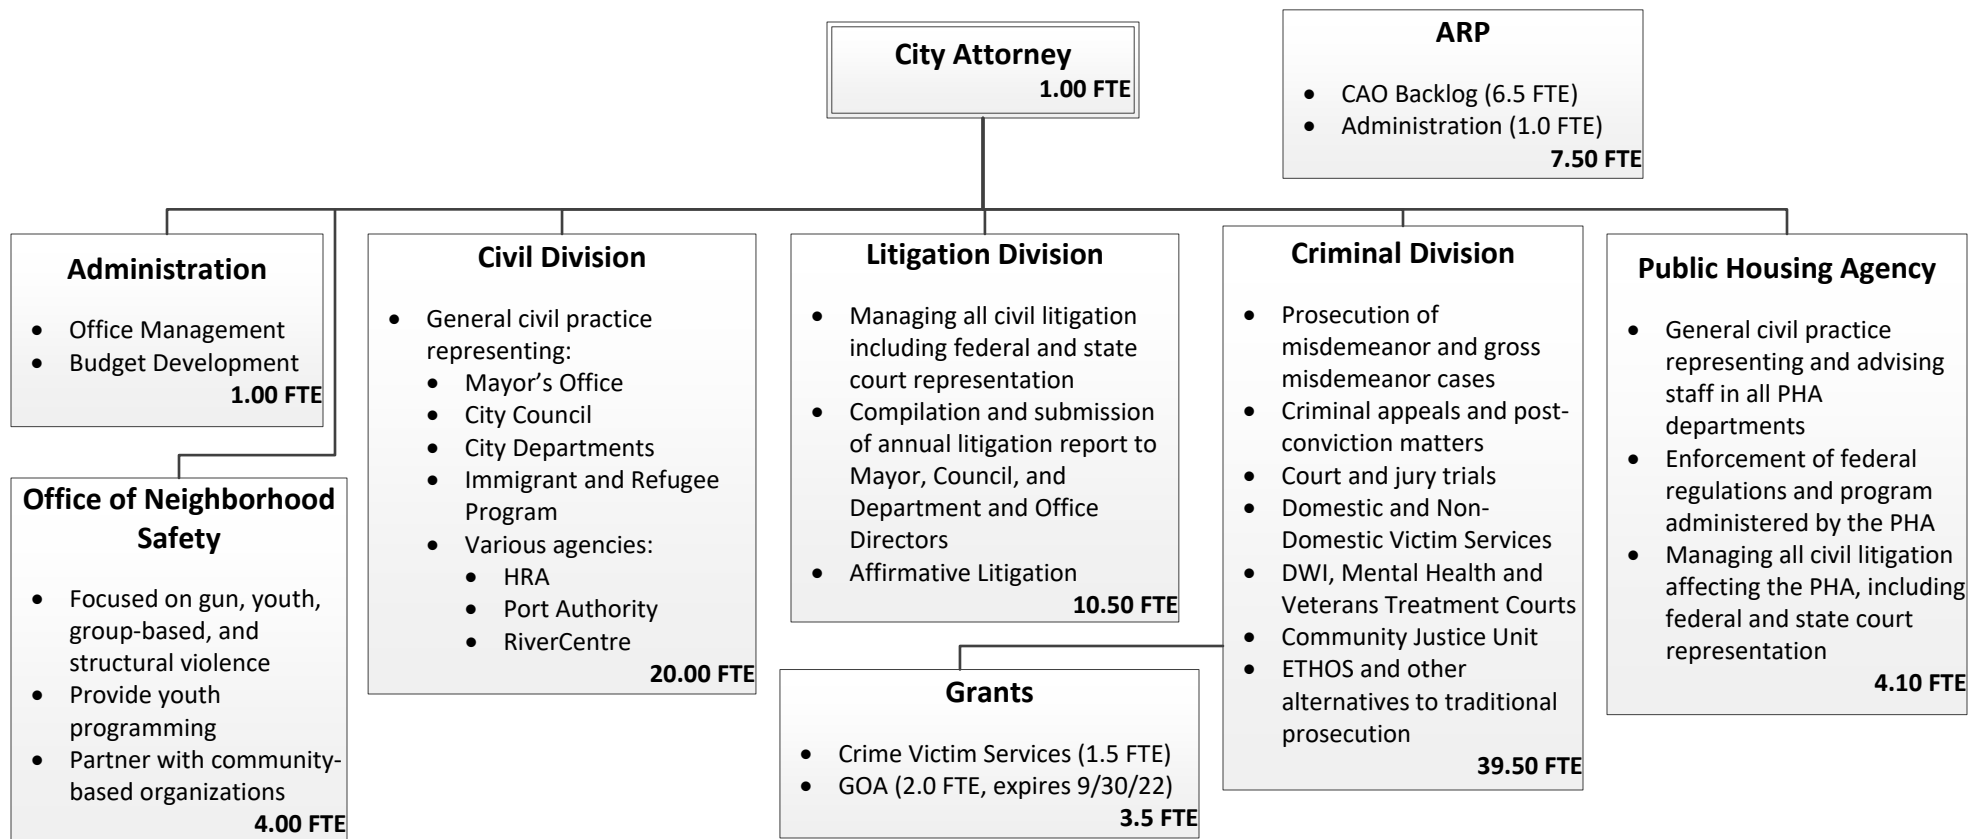 City Attorney
1.00 FTE
ARP
• CAO Backlog (6.5 FTE)
• Administration (1.0 FTE)
7.50 FTE
Administration
• Office Management
• Budget Development
1.00 FTE
Office of Neighborhood
Safety
• Focused on gun, youth,
group-based, and
structural violence
• Provide youth
programming
• Partner with community-
based organizations
4.00 FTE
Civil Division
• General civil practice
representing:
• Mayor’s Office
• City Council
• City Departments
• Immigrant and Refugee
Program
• Various agencies:
• HRA
• Port Authority
• RiverCentre
20.00 FTE
Litigation Division
• Managing all civil litigation
including federal and state
court representation
• Compilation and submission
of annual litigation report to
Mayor, Council, and
Department and Office
Directors
• Affirmative Litigation
10.50 FTE
Grants
• Crime Victim Services (1.5 FTE)
• GOA (2.0 FTE, expires 9/30/22)
3.5 FTE
Criminal Division
• Prosecution of
misdemeanor and gross
misdemeanor cases
• Criminal appeals and post-
conviction matters
• Court and jury trials
• Domestic and Non-
Domestic Victim Services
• DWI, Mental Health and
Veterans Treatment Courts
• Community Justice Unit
• ETHOS and other
alternatives to traditional
prosecution
39.50 FTE
Public Housing Agency
• General civil practice
representing and advising
staff in all PHA
departments
• Enforcement of federal
regulations and program
administered by the PHA
• Managing all civil litigation
affecting the PHA, including
federal and state court
representation
4.10 FTE